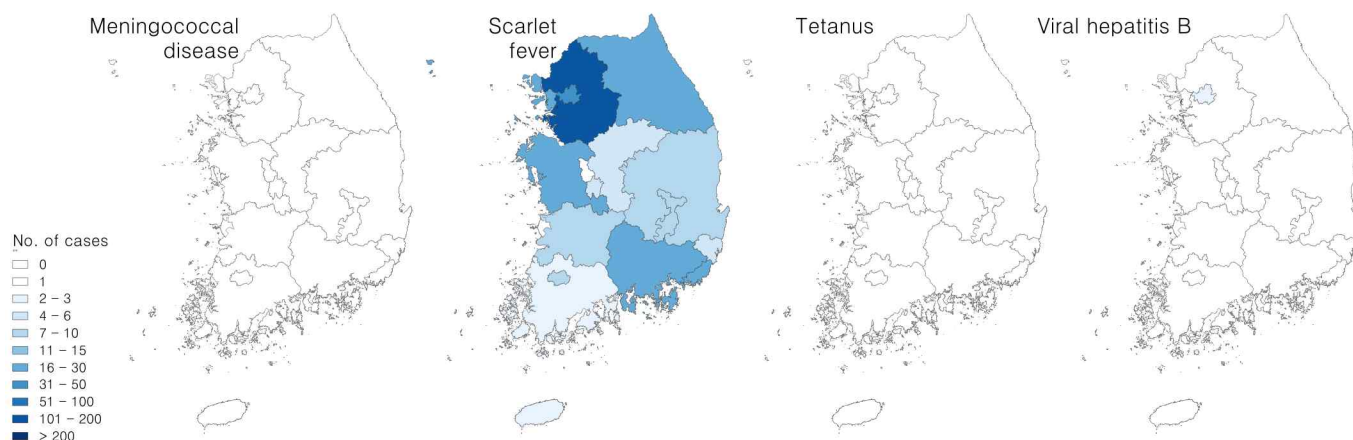 Meningococcal
disease
Scarlet
fever
Tetanus
Viral hepatitis B
No. of cases
0
1
2 – 3
4 – 6
7 – 10
11 – 15
16 – 30
31 – 50
51 – 100
101 – 200
> 200